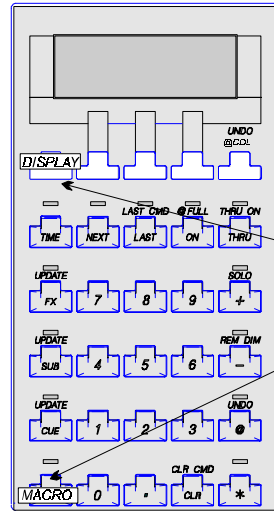 UNDO
@COL
DISPLAY
LAST CMD @FULL THRU ON
TIME NEXT LAST ON THRU
UPDATE SOLO
FX 7 8 9 +
UPDATE REM DIM
SUB 4 5 6 -
UPDATE UNDO
CUE 1 2 3 @
CLR CMD
MACRO 0 . CLR *